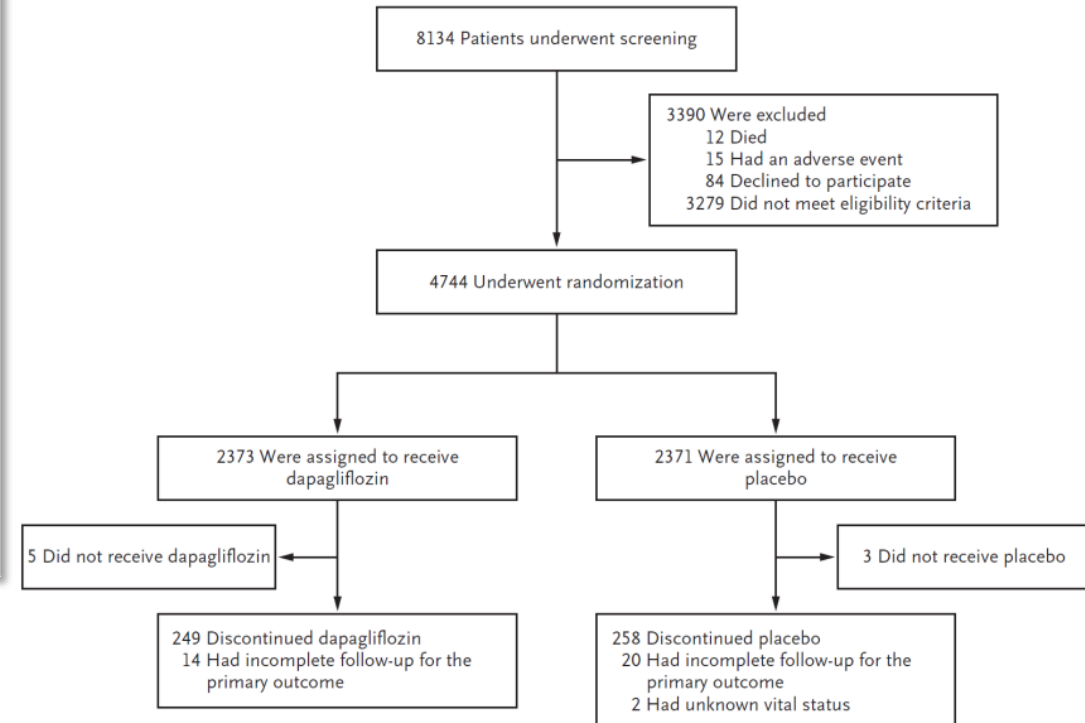 8134 Patients underwent screening
3390 Were excluded
12 Died
15 Had an adverse event
84 Declined to participate
3279 Did not meet eligibility criteria
4744 Underwent randomization
2373 Were assigned to receive
dapagliflozin
2371 Were assigned to receive
placebo
5 Did not receive dapagliflozin
3 Did not receive placebo
249 Discontinued dapagliflozin
14 Had incomplete follow-up for the
primary outcome
258 Discontinued placebo
20 Had incomplete follow-up for the
primary outcome
2 Had unknown vital status